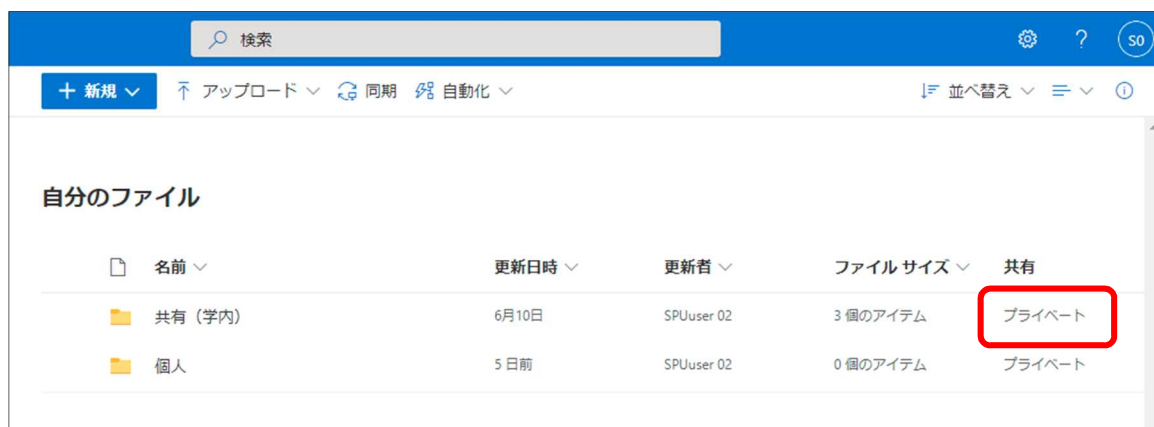 検索
? S0
新規 アップロード 同期 自動化 並べ替え
自分のファイル
名前 更新日時 更新者 ファイル サイズ 共有
共有（学内） 6月10日 SPUuser 02 3 個のアイテム プライベート
個人 5 日前 SPUuser 02 0 個のアイテム プライベート